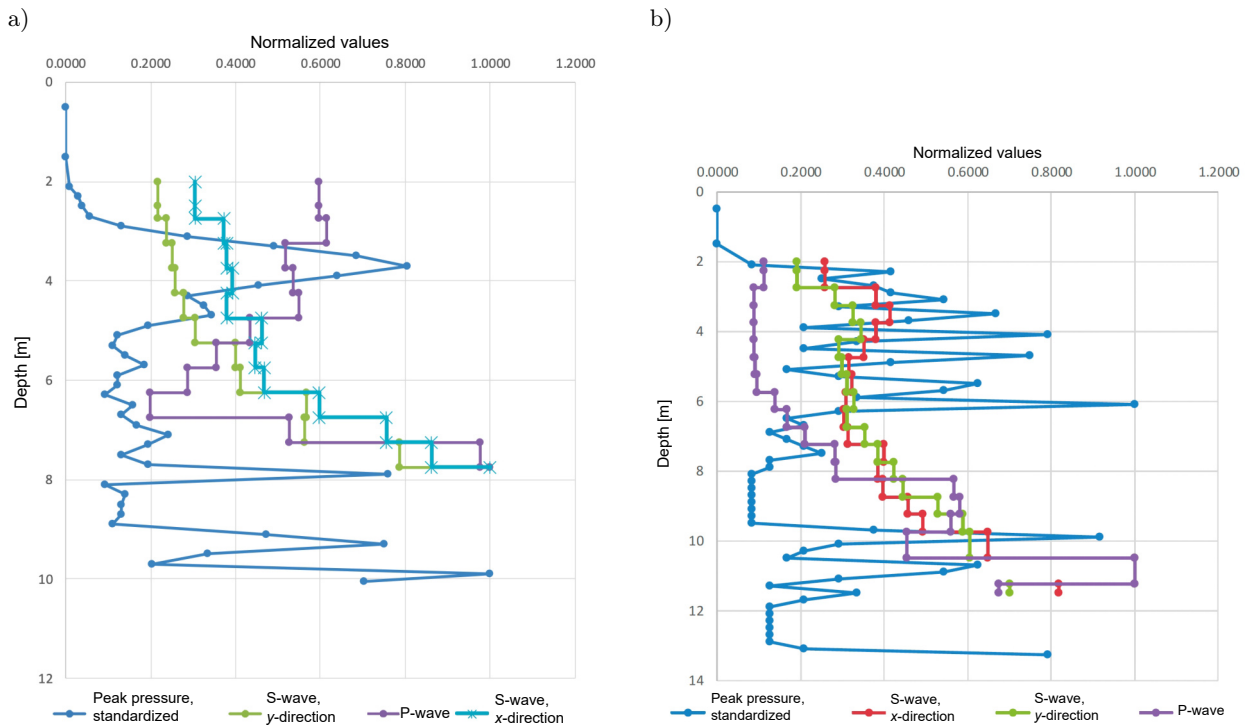 a)
Normalized values
0.0000 0.2000 0.4000 0.6000 0.8000 1.0000 1.2000
0
2
4
6
8
10
12
Depth [m]
Peak pressure, standardized
S-wave, y-direction
P-wave
S-wave, x-direction
b)
Normalized values
0.0000 0.2000 0.4000 0.6000 0.8000 1.0000 1.2000
0
2
4
6
8
10
12
14
Depth [m]
Peak pressure, standardized
S-wave, x-direction
S-wave, y-direction
P-wave